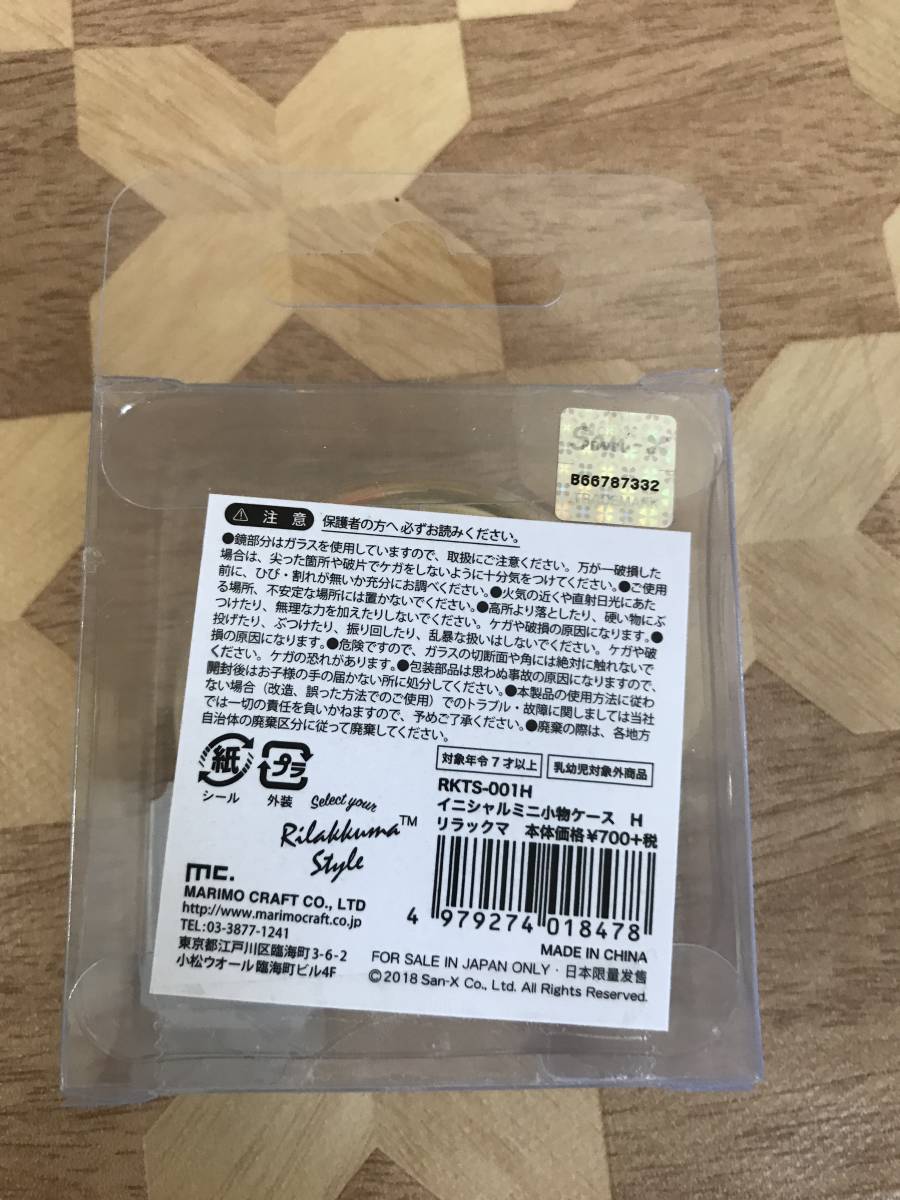 San-X
B66787332
TRADEMARK
⚠ 注 意 保護者の方へ 必ずお読みください。
●鏡部分はガラスを使用していますので、取扱にご注意ください。万が一破損した
場合は、尖った箇所や破片でケガをしないように十分気をつけてください。●ご使用
前に、ひび・割れが無いか充分にお調べください。●火気の近くや直射日光にあた
る場所、不安定な場所には置かないでください。●高所より落としたり、硬い物にぶ
つけたり、無理な力を加えたりしないでください。ケガや破損の原因になります。●
投げたり、ぶつけたり、振り回したり、乱暴な扱いはしないでください。ケガや破
損の原因になります。●危険ですので、ガラスの切断面や角には絶対に触れないで
ください。ケガの恐れがあります。●包装部品は思わぬ事故の原因になりますので、
開封後はお子様の手の届かない所に処分してください。●本製品の使用方法に従わ
ない場合（改造、誤った方法でのご使用）でのトラブル・故障に関しましては当社
では一切の責任を負いかねますので、予めご了承ください。●廃棄の際は、各地方
自治体の廃棄区分に従って廃棄してください。
紙 プラ
シール 外装
対象年令7才以上 乳幼児対象外商品
RKTS-001H
イニシャルミニ小物ケース H
リラックマ 本体価格¥700+税
Select your
Rilakkuma™
Style
4 979274 018478
mc.
MARIMO CRAFT CO., LTD
http://www.marimocraft.co.jp
TEL:03-3877-1241
東京都江戸川区臨海町3-6-2
小松ウオール臨海町ビル4F
MADE IN CHINA
FOR SALE IN JAPAN ONLY・日本限量发售
©2018 San-X Co., Ltd. All Rights Reserved.